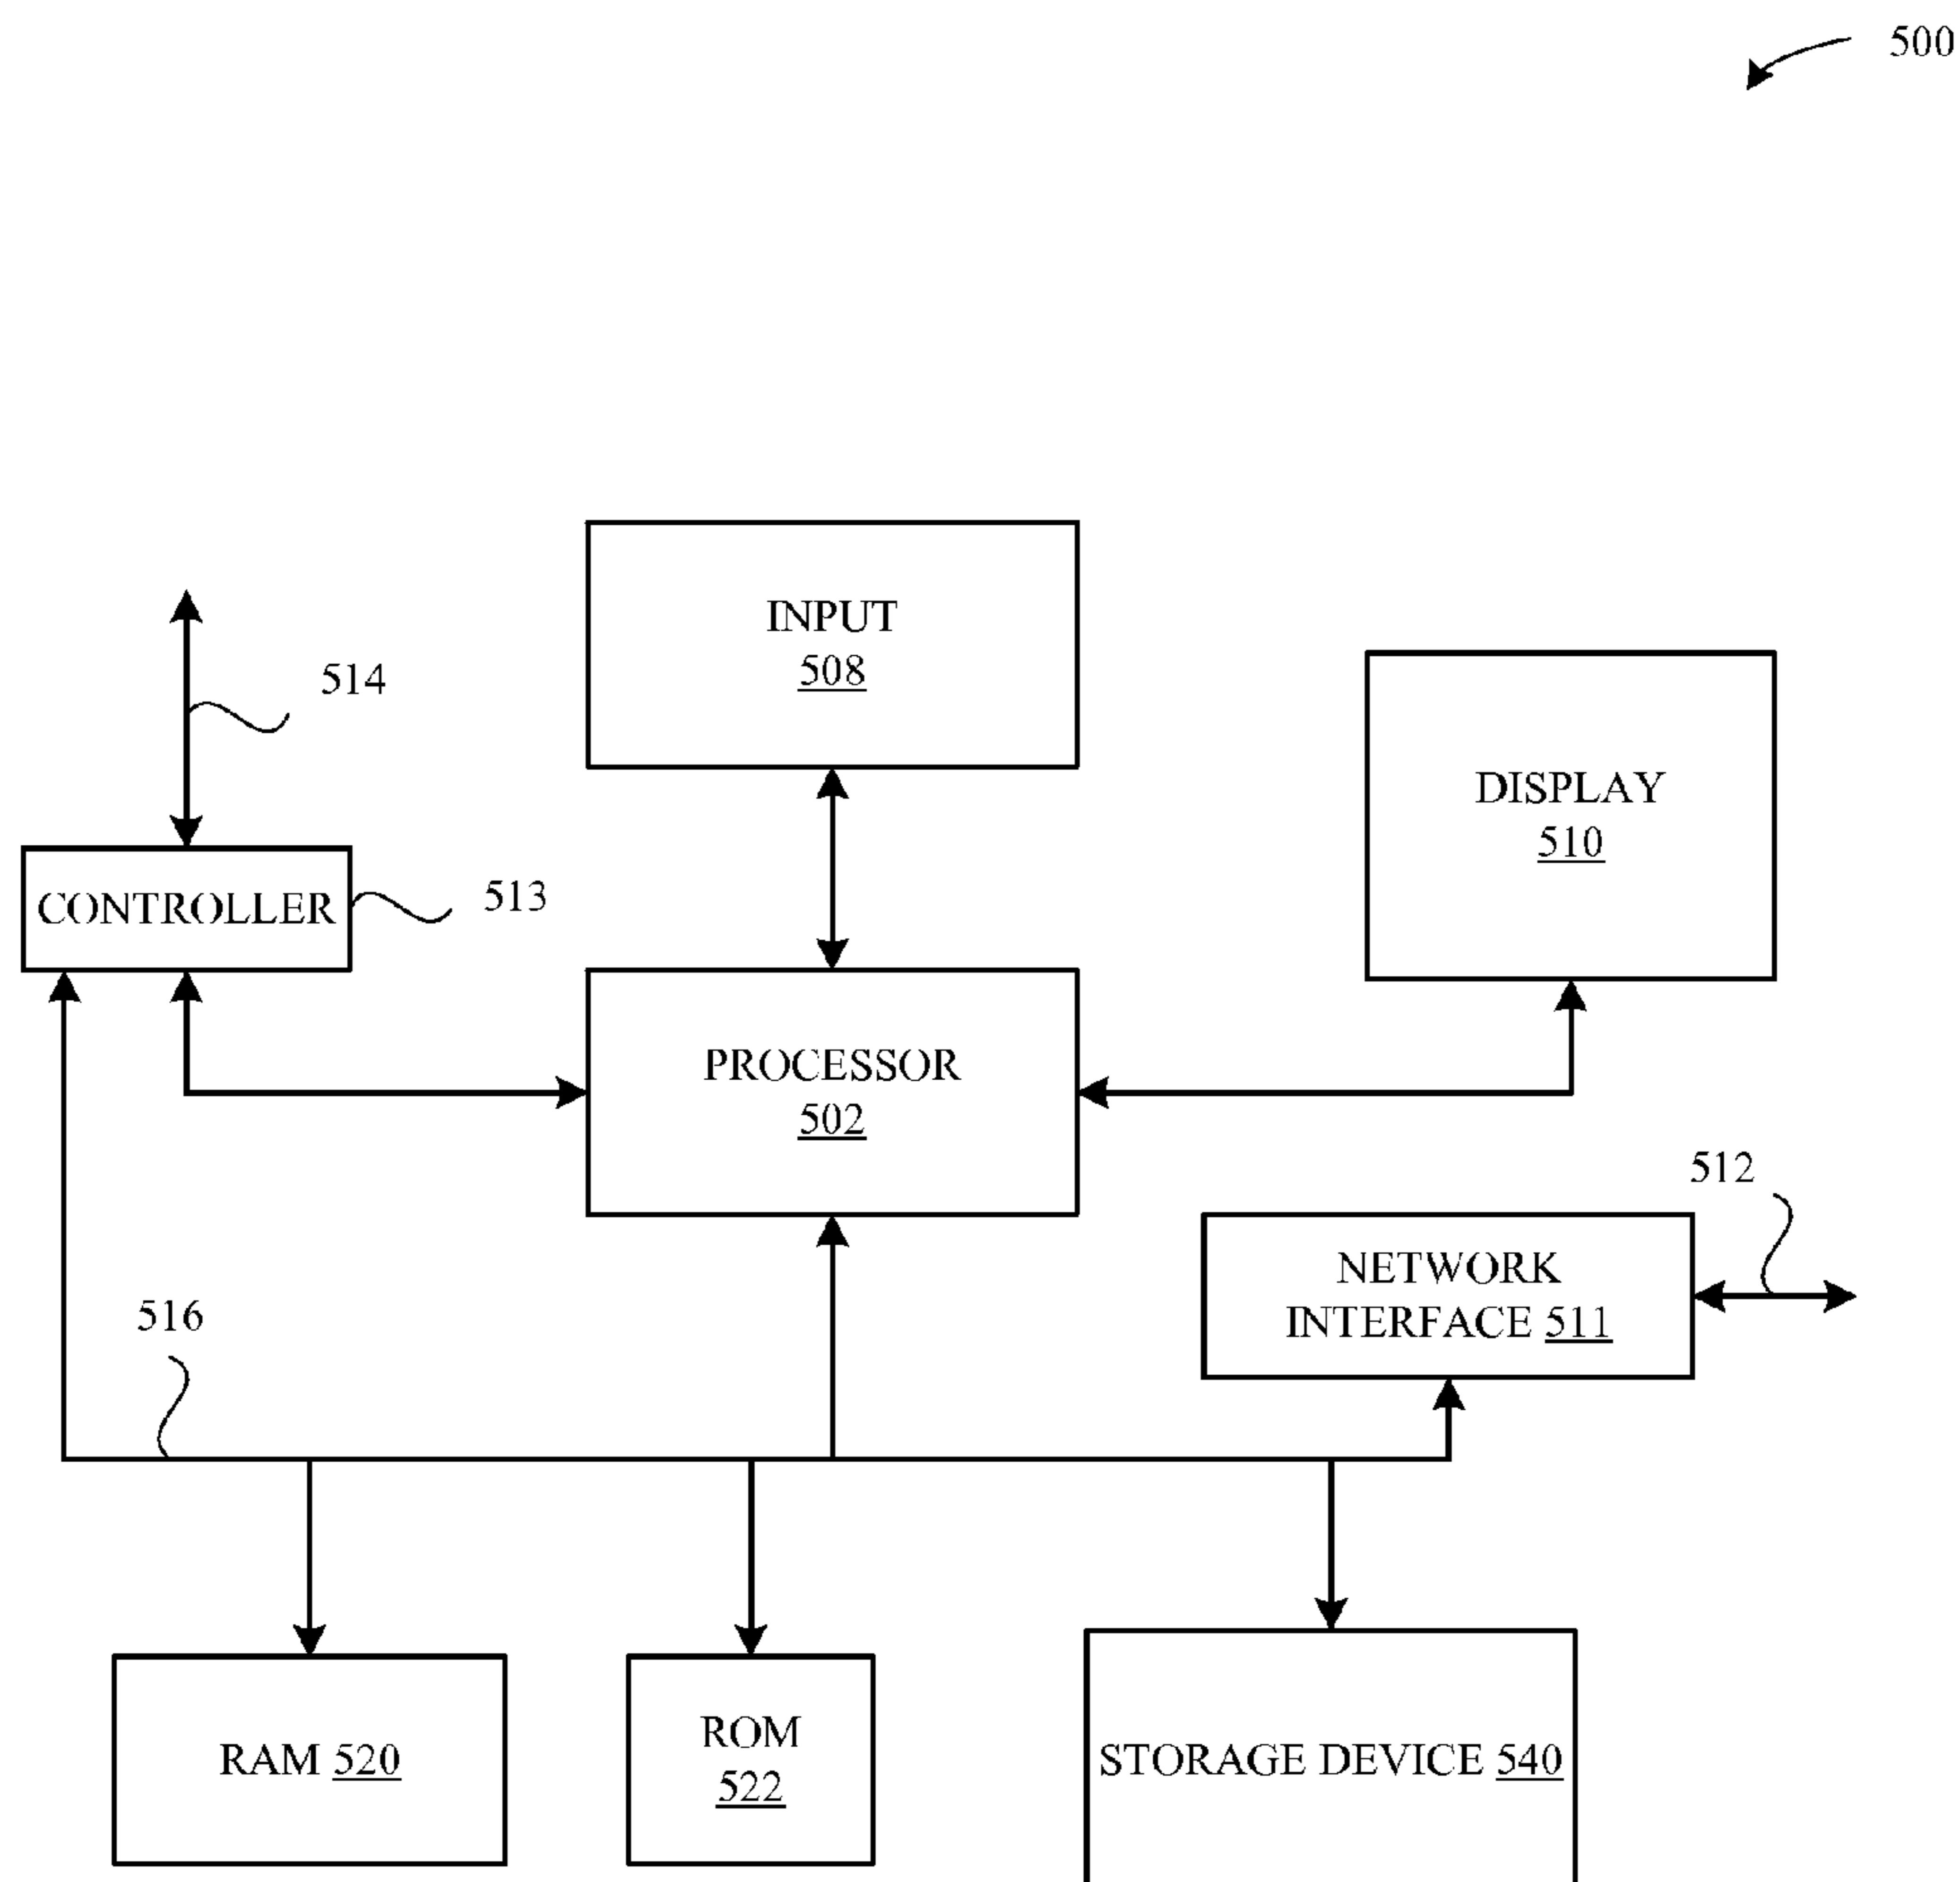 500
INPUT
508
514
DISPLAY
510
CONTROLLER
513
PROCESSOR
502
512
NETWORK
INTERFACE 511
516
RAM 520
ROM
522
STORAGE DEVICE 540